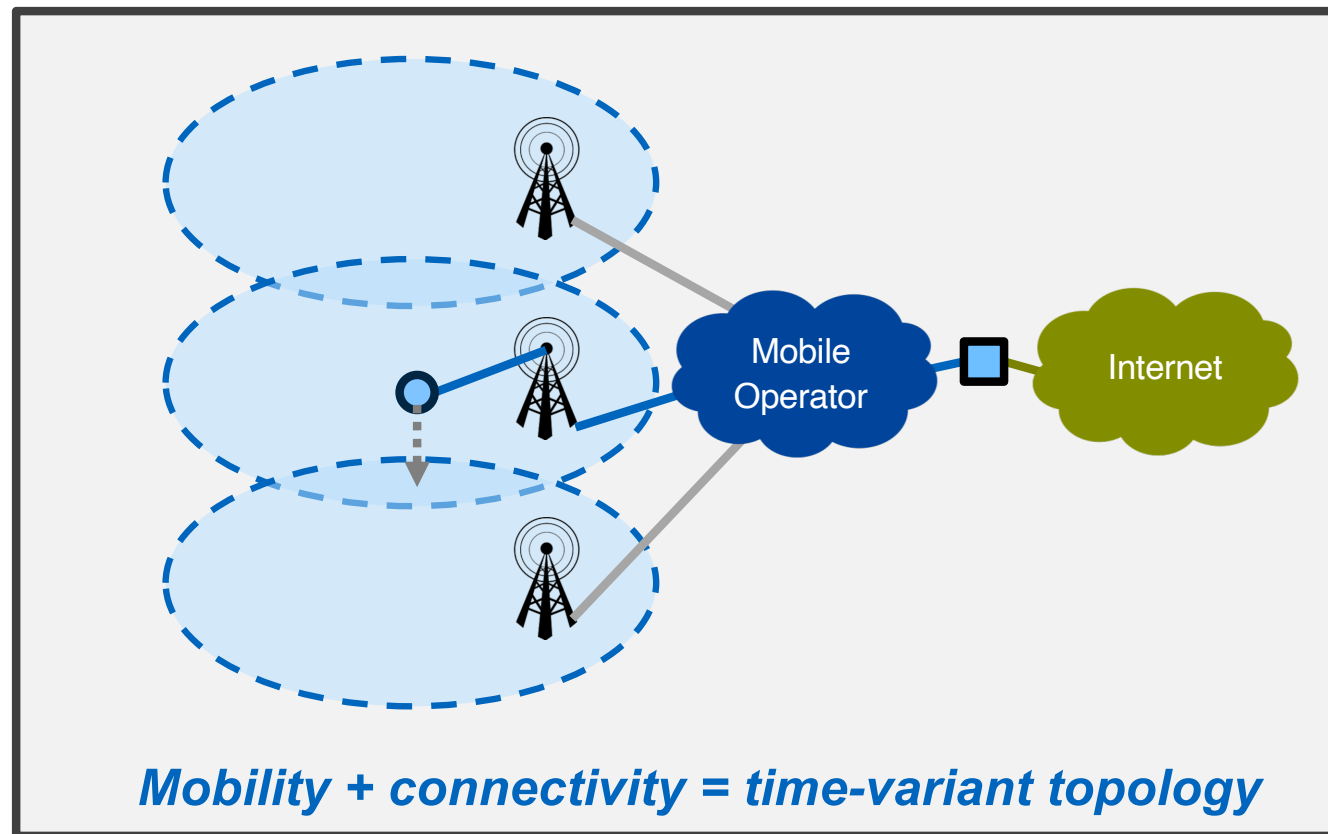 Mobile
Operator
Internet
Mobility + connectivity = time-variant topology